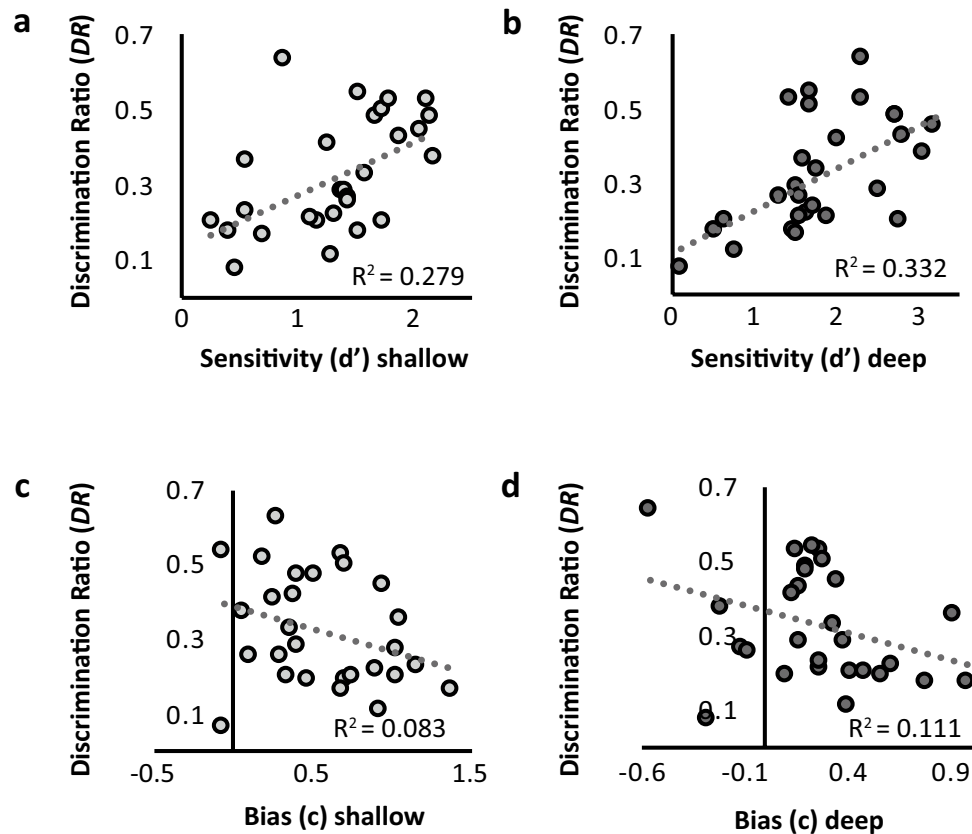 a
Discrimination Ratio (DR)
0.7
0.5
0.3
0.1
R² = 0.279
0 1 2
Sensitivity (d’) shallow
b
Discrimination Ratio (DR)
0.7
0.5
0.3
0.1
R² = 0.332
0 1 2 3
Sensitivity (d’) deep
c
Discrimination Ratio (DR)
0.7
0.5
0.3
0.1
R² = 0.083
-0.5 0.5 1.5
Bias (c) shallow
d
Discrimination Ratio (DR)
0.7
0.5
0.3
0.1
R² = 0.111
-0.6 -0.1 0.4 0.9
Bias (c) deep